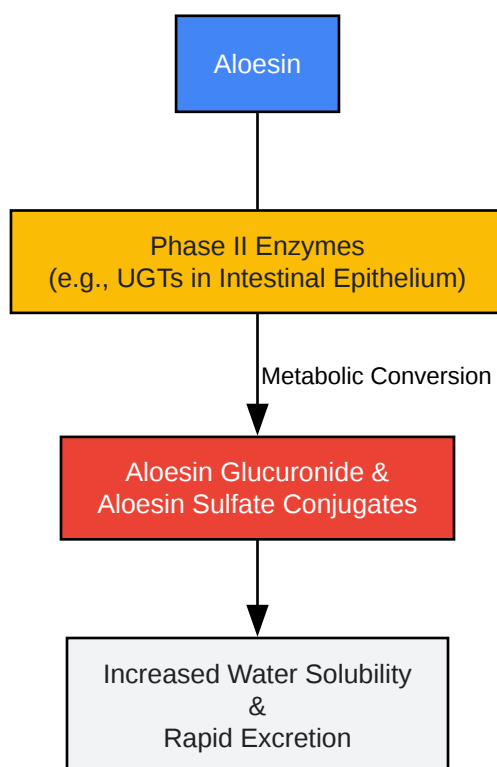 Aloesin
Phase II Enzymes
(e.g., UGTs in Intestinal Epithelium)
Metabolic Conversion
Aloesin Glucuronide &
Aloesin Sulfate Conjugates
Increased Water Solubility
&
Rapid Excretion